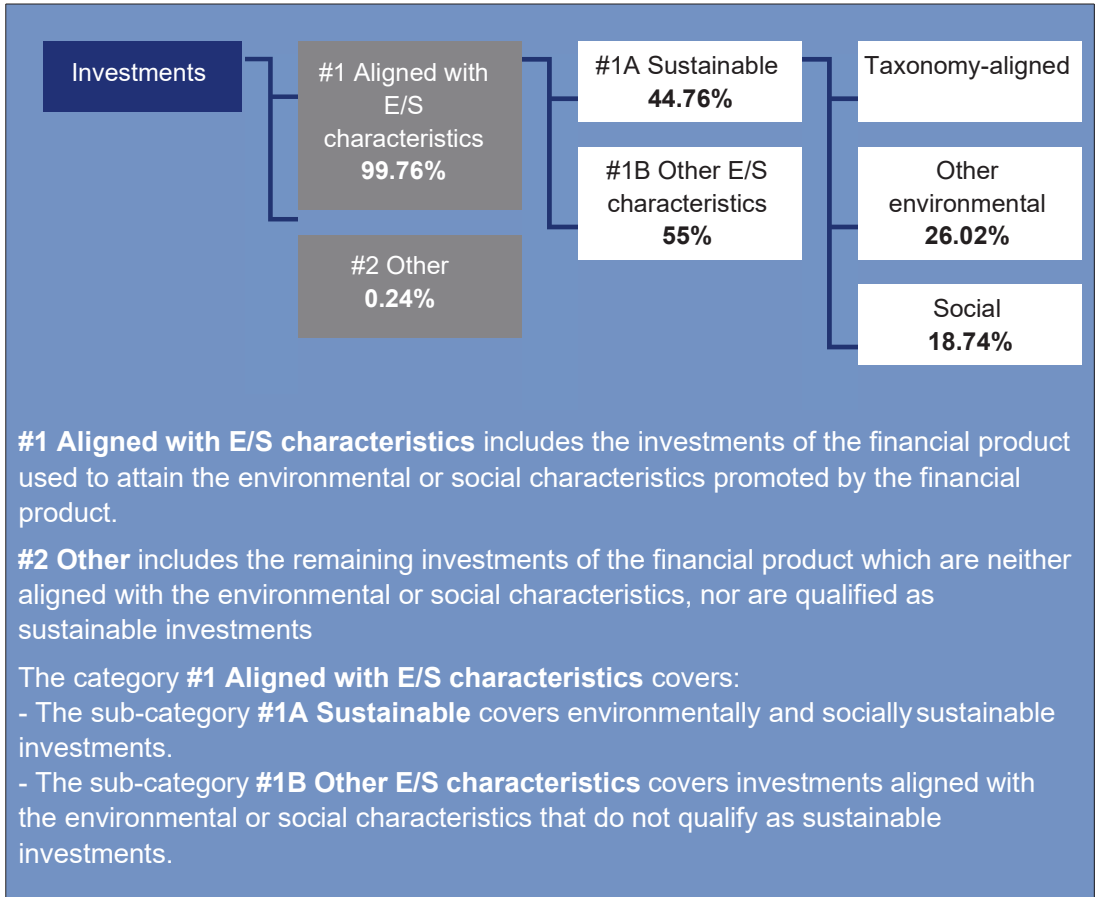 Investments
#1 Aligned with
E/S
characteristics
99.76%
#2 Other
0.24%
#1A Sustainable
44.76%
#1B Other E/S
characteristics
55%
Taxonomy-aligned
Other
environmental
26.02%
Social
18.74%
#1 Aligned with E/S characteristics includes the investments of the financial product
used to attain the environmental or social characteristics promoted by the financial
product.
#2 Other includes the remaining investments of the financial product which are neither
aligned with the environmental or social characteristics, nor are qualified as
sustainable investments
The category #1 Aligned with E/S characteristics covers:
- The sub-category #1A Sustainable covers environmentally and socially sustainable
investments.
- The sub-category #1B Other E/S characteristics covers investments aligned with
the environmental or social characteristics that do not qualify as sustainable
investments.